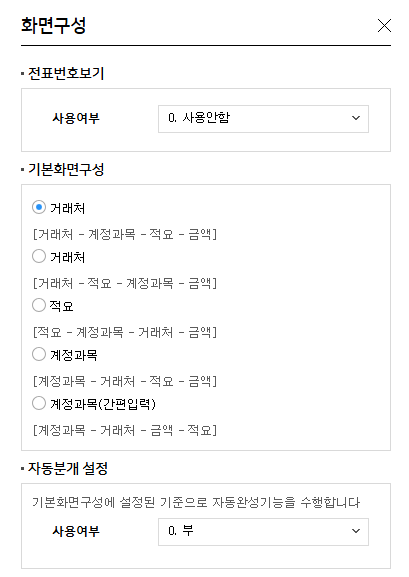 화면구성
전표번호보기
사용여부 0. 사용안함
기본화면구성
거래처
[거래처 - 계정과목 - 적요 - 금액]
거래처
[거래처 - 적요 - 계정과목 - 금액]
적요
[적요 - 계정과목 - 거래처 - 금액]
계정과목
[계정과목 - 거래처 - 적요 - 금액]
계정과목(간편입력)
[계정과목 - 거래처 - 금액 - 적요]
자동분개 설정
기본화면구성에 설정된 기준으로 자동완성기능을 수행합니다
사용여부 0. 부